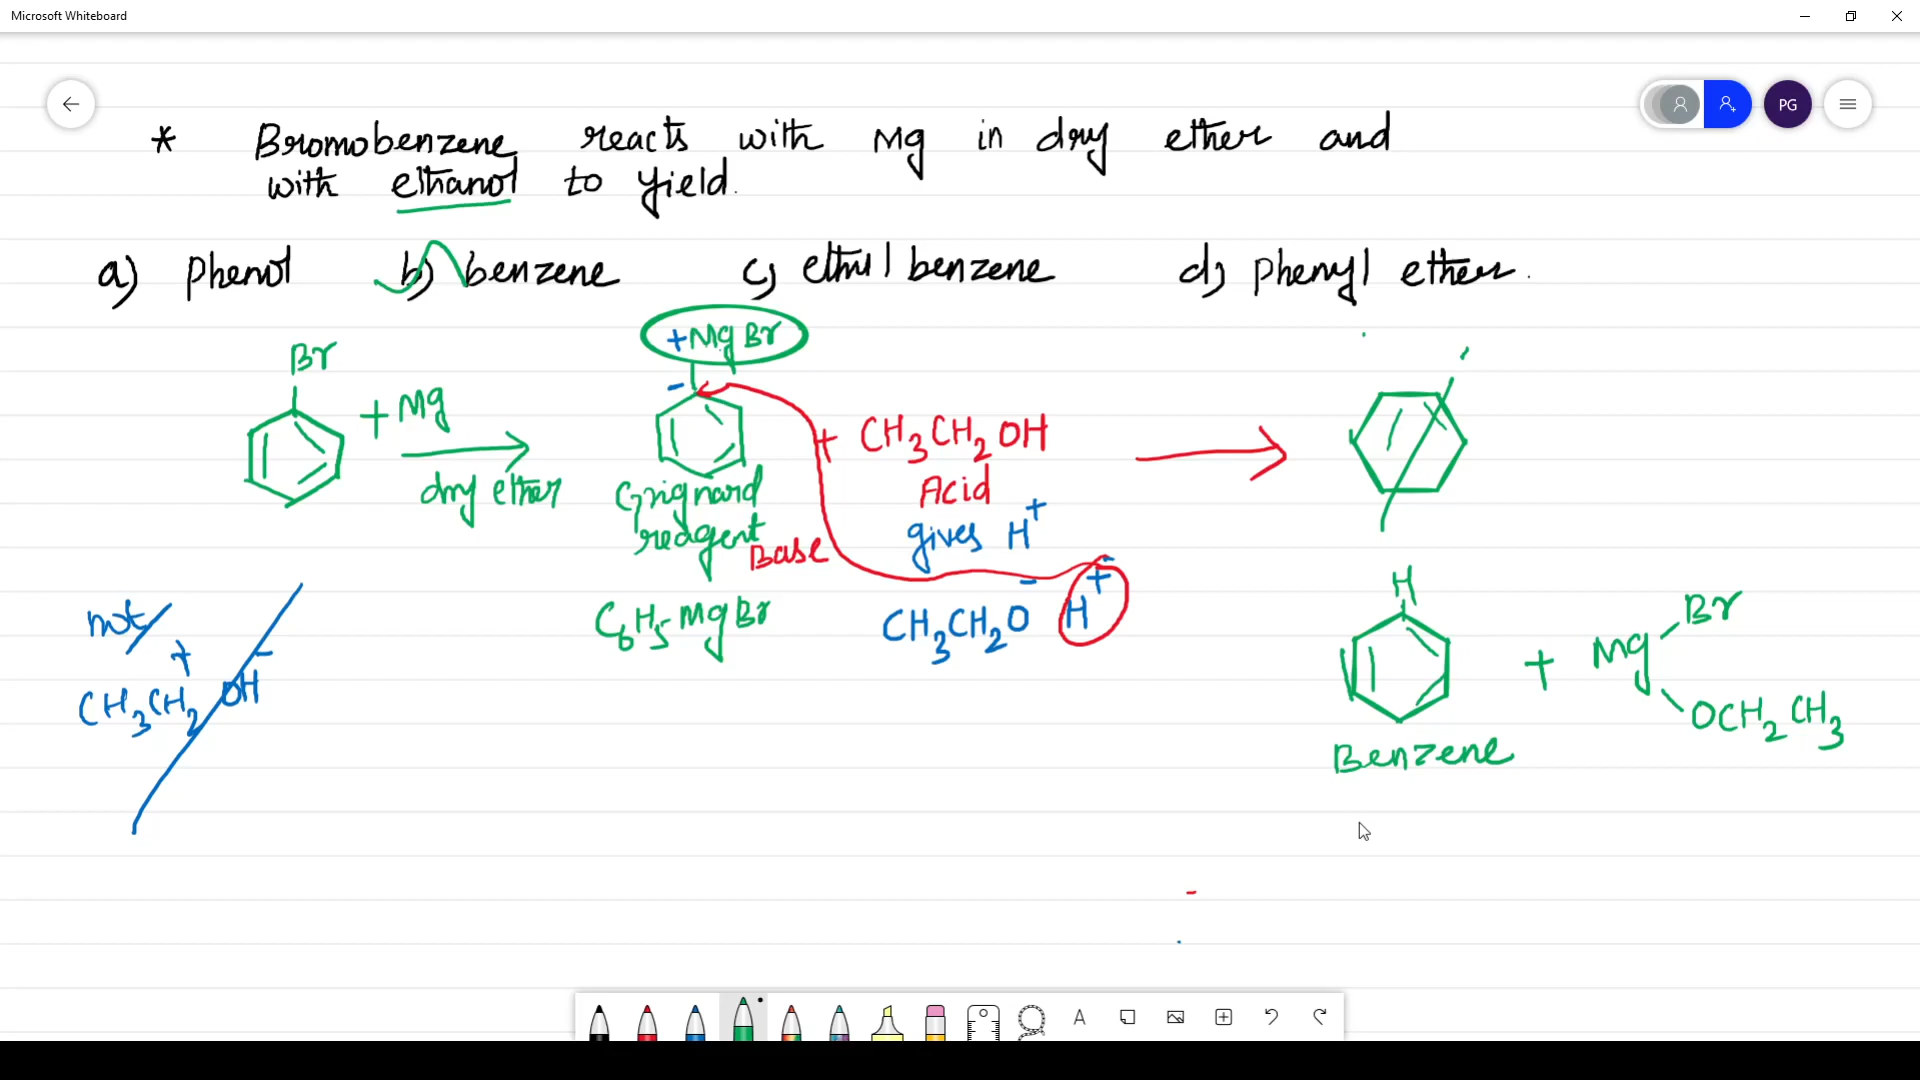 Microsoft Whiteboard
PG
* Bromobenzene reacts with Mg in dry ether and
with ethanol to yield.
a) Phenol b) benzene c) ethyl benzene d) Phenyl ether.
Br
+ Mg
dry ether
+MgBr
-
Grignard
reagent
Base
C6H5MgBr
+ CH3CH2OH
Acid
gives H+
CH3CH2O- H+
not
+ -
CH3CH2 OH
H
Benzene
+ Mg
Br
OCH2CH3
A